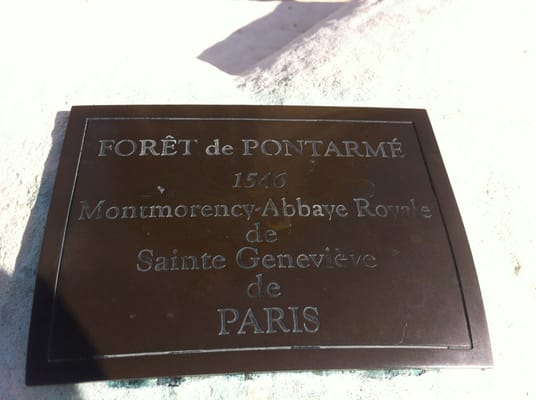 FORÊT de PONTARMÉ
1546
Montmorency-Abbaye Royale
de
Sainte Geneviève
de
PARIS